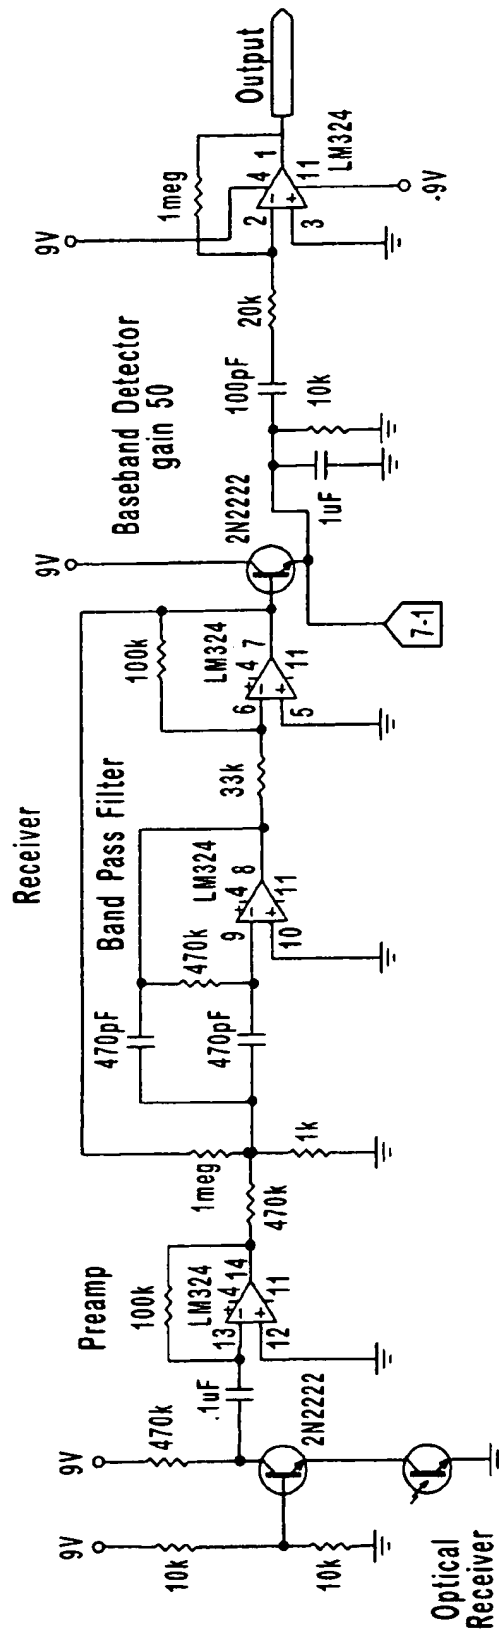 Receiver
Optical
Receiver
9V
10k
10k
9V
470k
2N2222
.1uF
Preamp
100k
LM324
13
4
14
12
11
470k
1meg
1k
Band Pass Filter
470pF
470k
470pF
LM324
9
4
8
10
11
33k
100k
LM324
6
4
7
5
11
9V
2N2222
Baseband Detector
gain 50
7-1
1uF
10k
100pF
20k
9V
1meg
2
4
1
3
11
LM324
-9V
Output